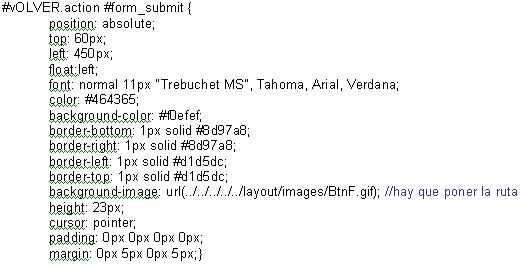 #vOLVER.action #form_submit {
position: absolute;
top: 60px;
left: 450px;
float:left;
font: normal 11px "Trebuchet MS", Tahoma, Arial, Verdana;
color: #464365;
background-color: #f0efef;
border-bottom: 1px solid #8d97a8;
border-right: 1px solid #8d97a8;
border-left: 1px solid #d1d5dc;
border-top: 1px solid #d1d5dc;
background-image: url(../../../../../layout/images/BtnF.gif); //hay que poner la ruta
height: 23px;
cursor: pointer;
padding: 0px 0px 0px 0px;
margin: 0px 5px 0px 5px;}